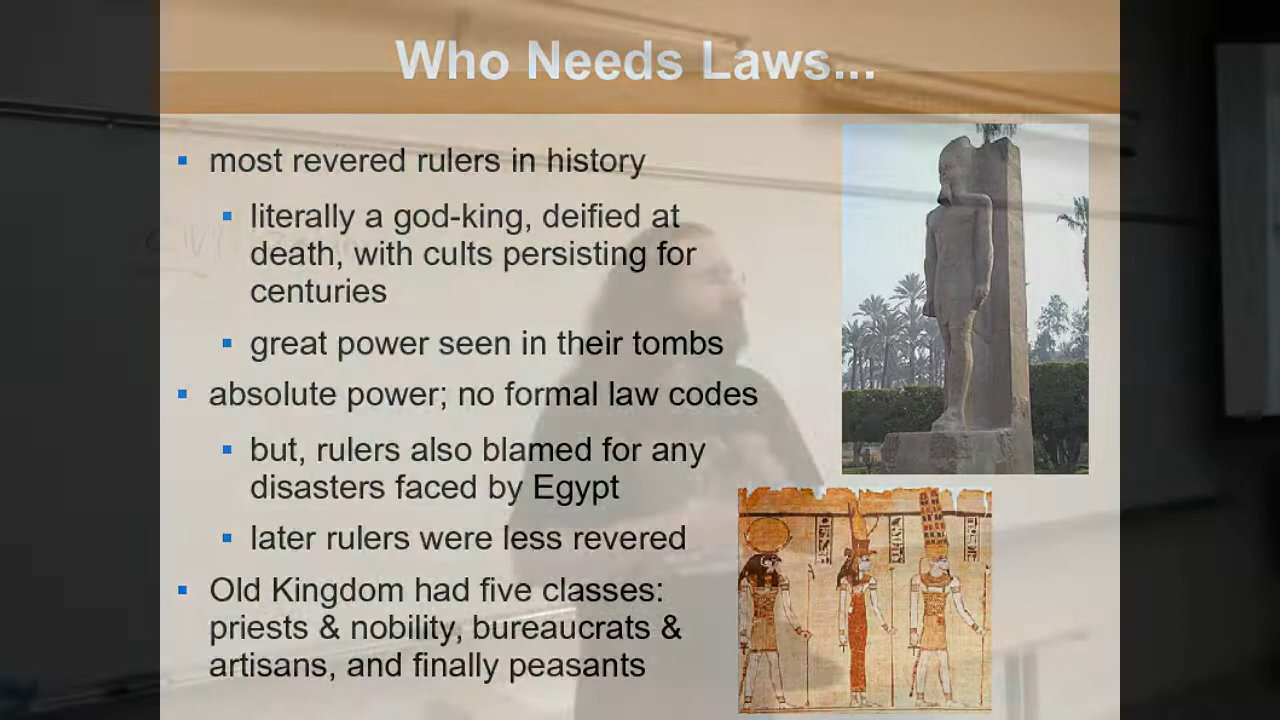 Who Needs Laws...
most revered rulers in history
literally a god-king, deified at
death, with cults persisting for
centuries
great power seen in their tombs
absolute power; no formal law codes
but, rulers also blamed for any
disasters faced by Egypt
later rulers were less revered
Old Kingdom had five classes:
priests & nobility, bureaucrats &
artisans, and finally peasants